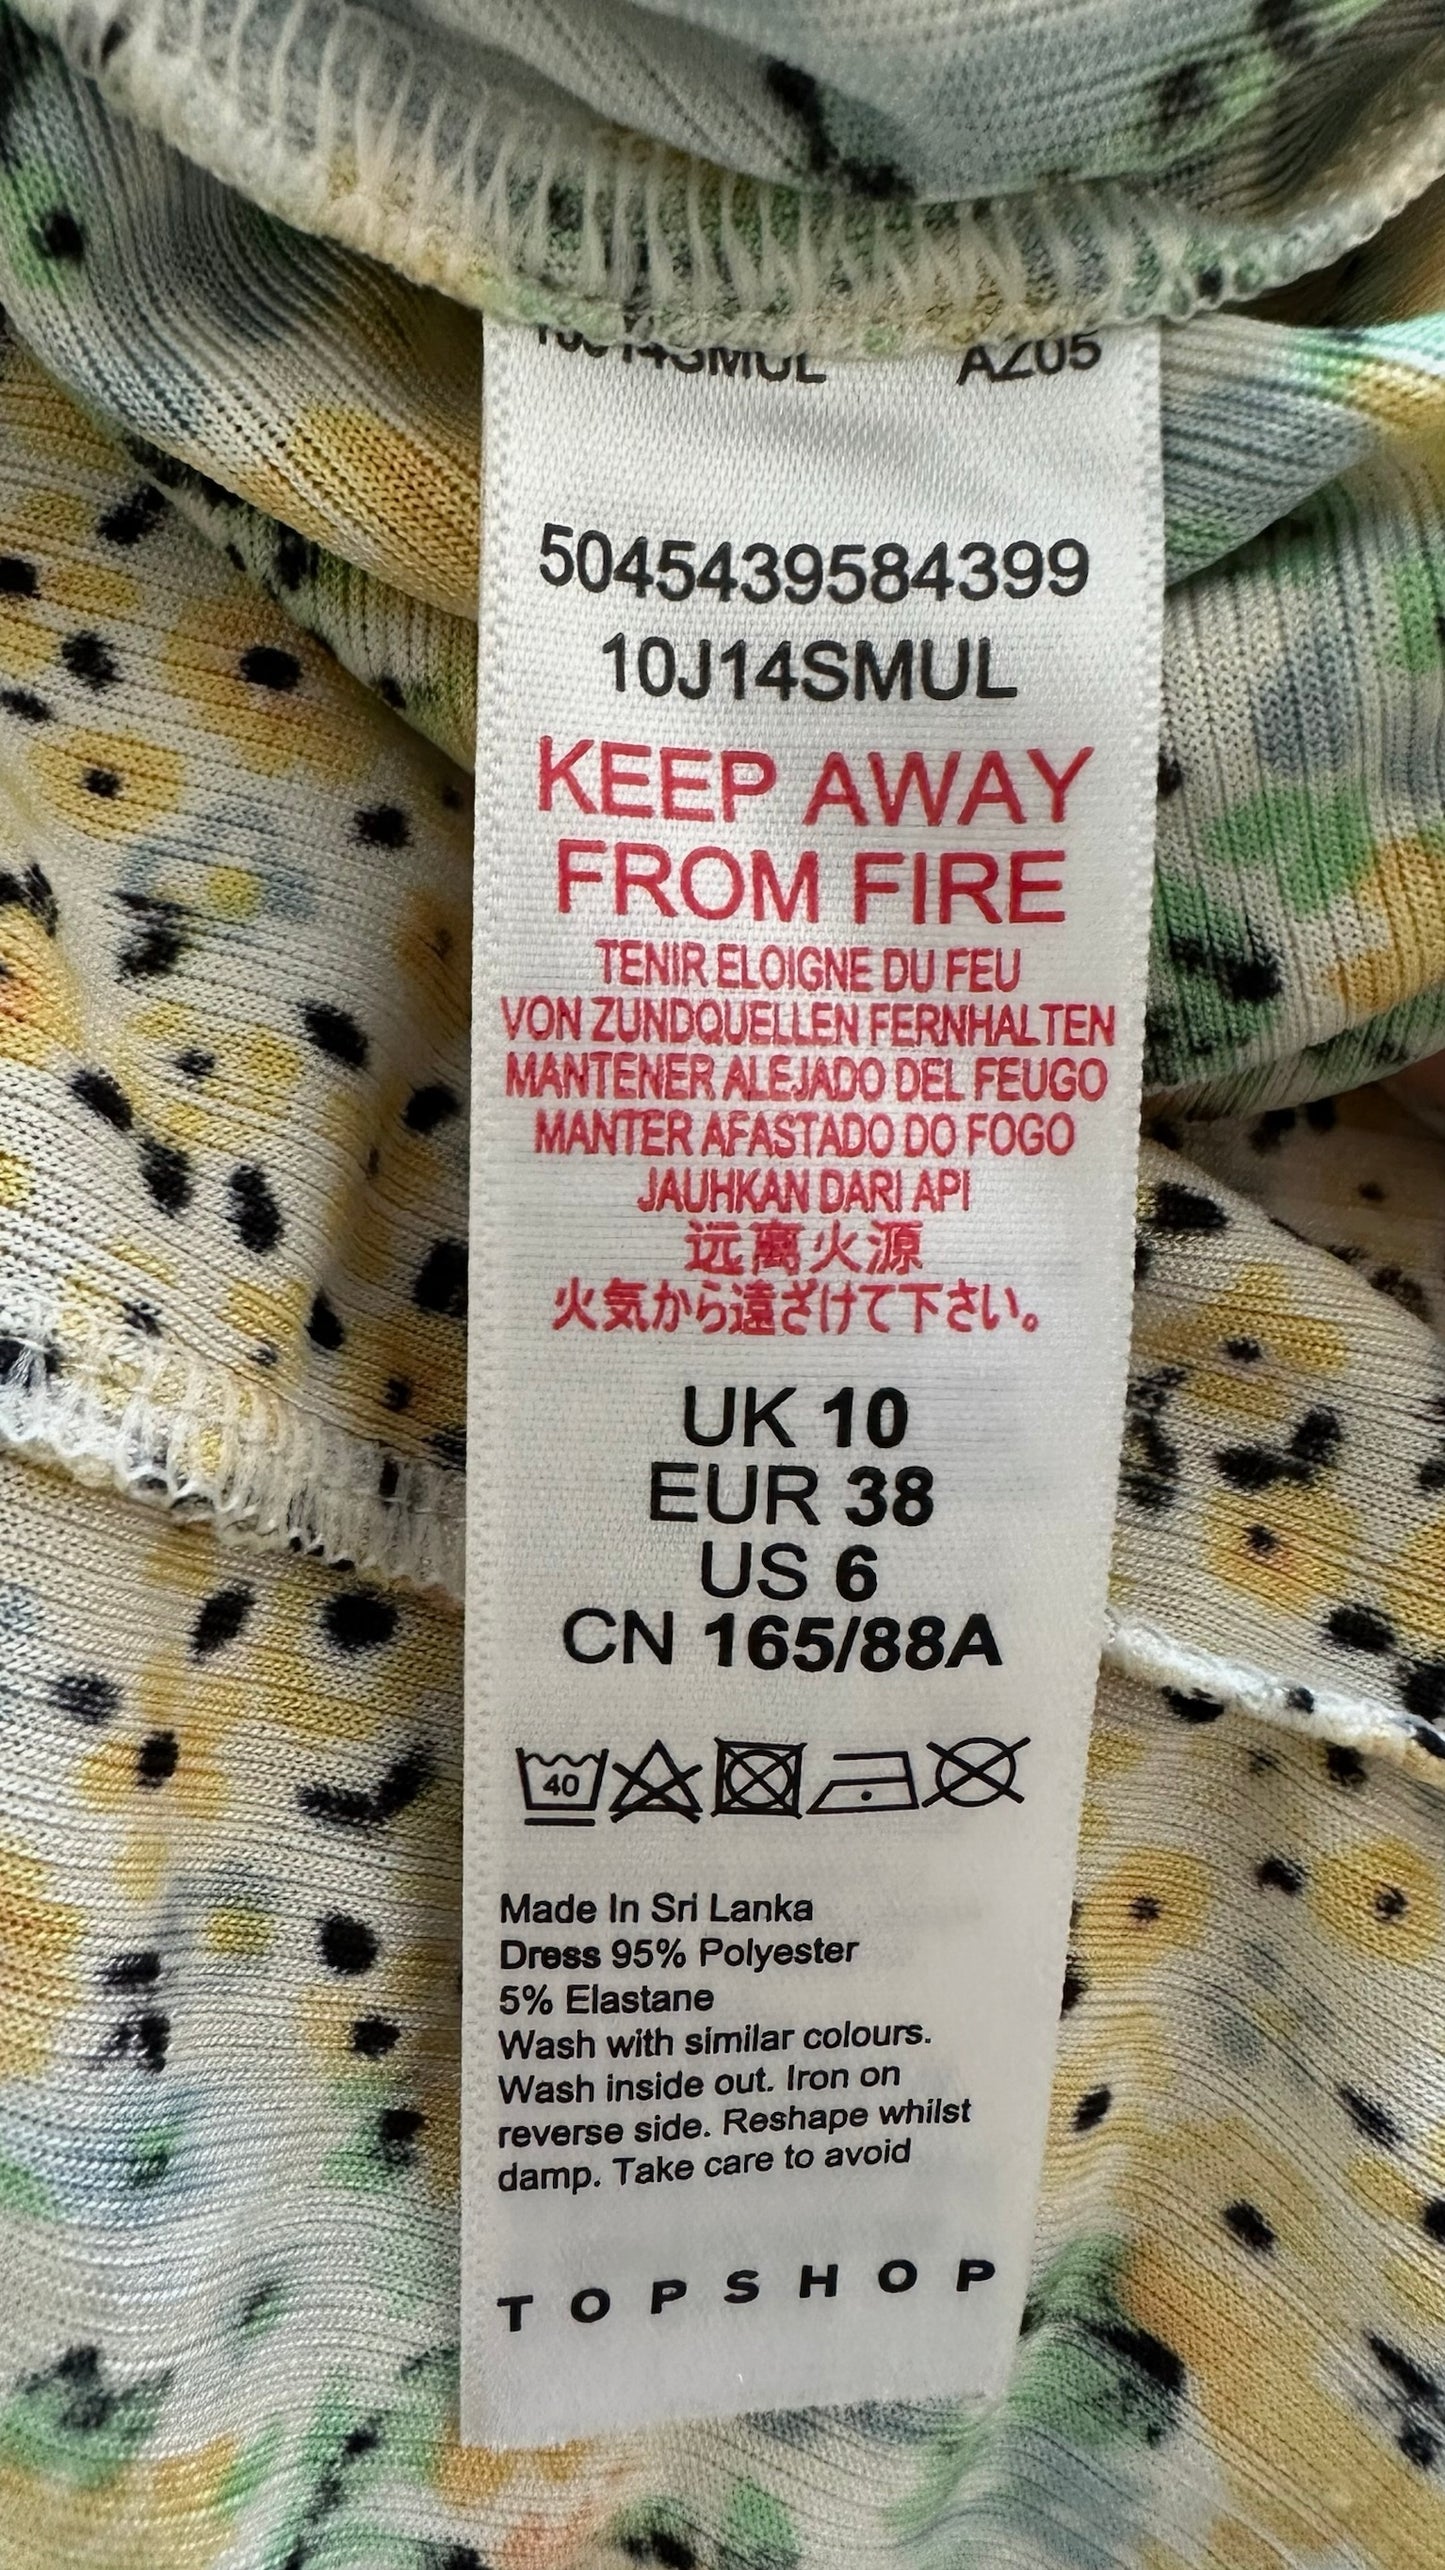 10J14SMUL AZ05
5045439584399
10J14SMUL
KEEP AWAY
FROM FIRE
TENIR ELOIGNE DU FEU
VON ZUNDQUELLEN FERNHALTEN
MANTENER ALEJADO DEL FEUGO
MANTER AFASTADO DO FOGO
JAUHKAN DARI API
远离火源
火気から遠ざけて下さい。
UK 10
EUR 38
US 6
CN 165/88A
40
Made In Sri Lanka
Dress 95% Polyester
5% Elastane
Wash with similar colours.
Wash inside out. Iron on
reverse side. Reshape whilst
damp. Take care to avoid
TOPSHOP